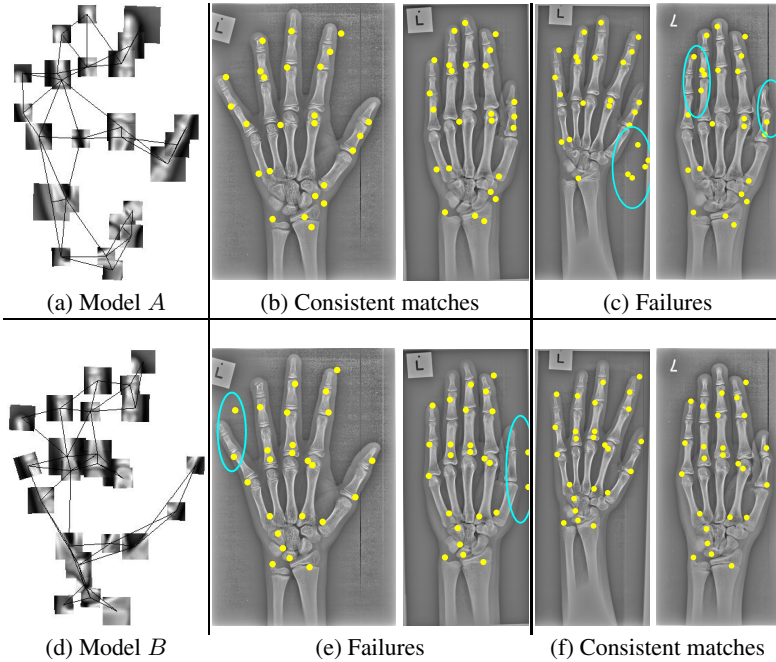 L
L
L
L
(a) Model A
(b) Consistent matches
(c) Failures
L
L
L
L
(d) Model B
(e) Failures
(f) Consistent matches